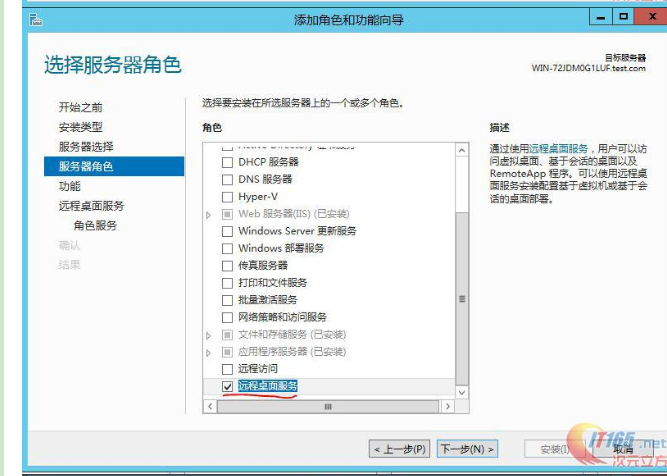 添加角色和功能向导
选择服务器角色
目标服务器
WIN-72JDM0G1LUF.test.com
开始之前
安装类型
服务器选择
服务器角色
功能
远程桌面服务
角色服务
确认
结果
选择要安装在所选服务器上的一个或多个角色。
角色
DHCP 服务器
DNS 服务器
Hyper-V
Web 服务器(IIS) (已安装)
Windows Server 更新服务
Windows 部署服务
传真服务器
打印和文件服务
批量激活服务
网络策略和访问服务
文件和存储服务 (已安装)
应用程序服务器 (已安装)
远程访问
远程桌面服务
描述
通过使用远程桌面服务，用户可以访
问虚拟桌面、基于会话的桌面以及
RemoteApp 程序。可以使用远程桌
面服务安装配置基于虚拟机或基于会
话的桌面部署。
< 上一步(P)
下一步(N) >
安装(I)
取消
IT165.net
次元立方